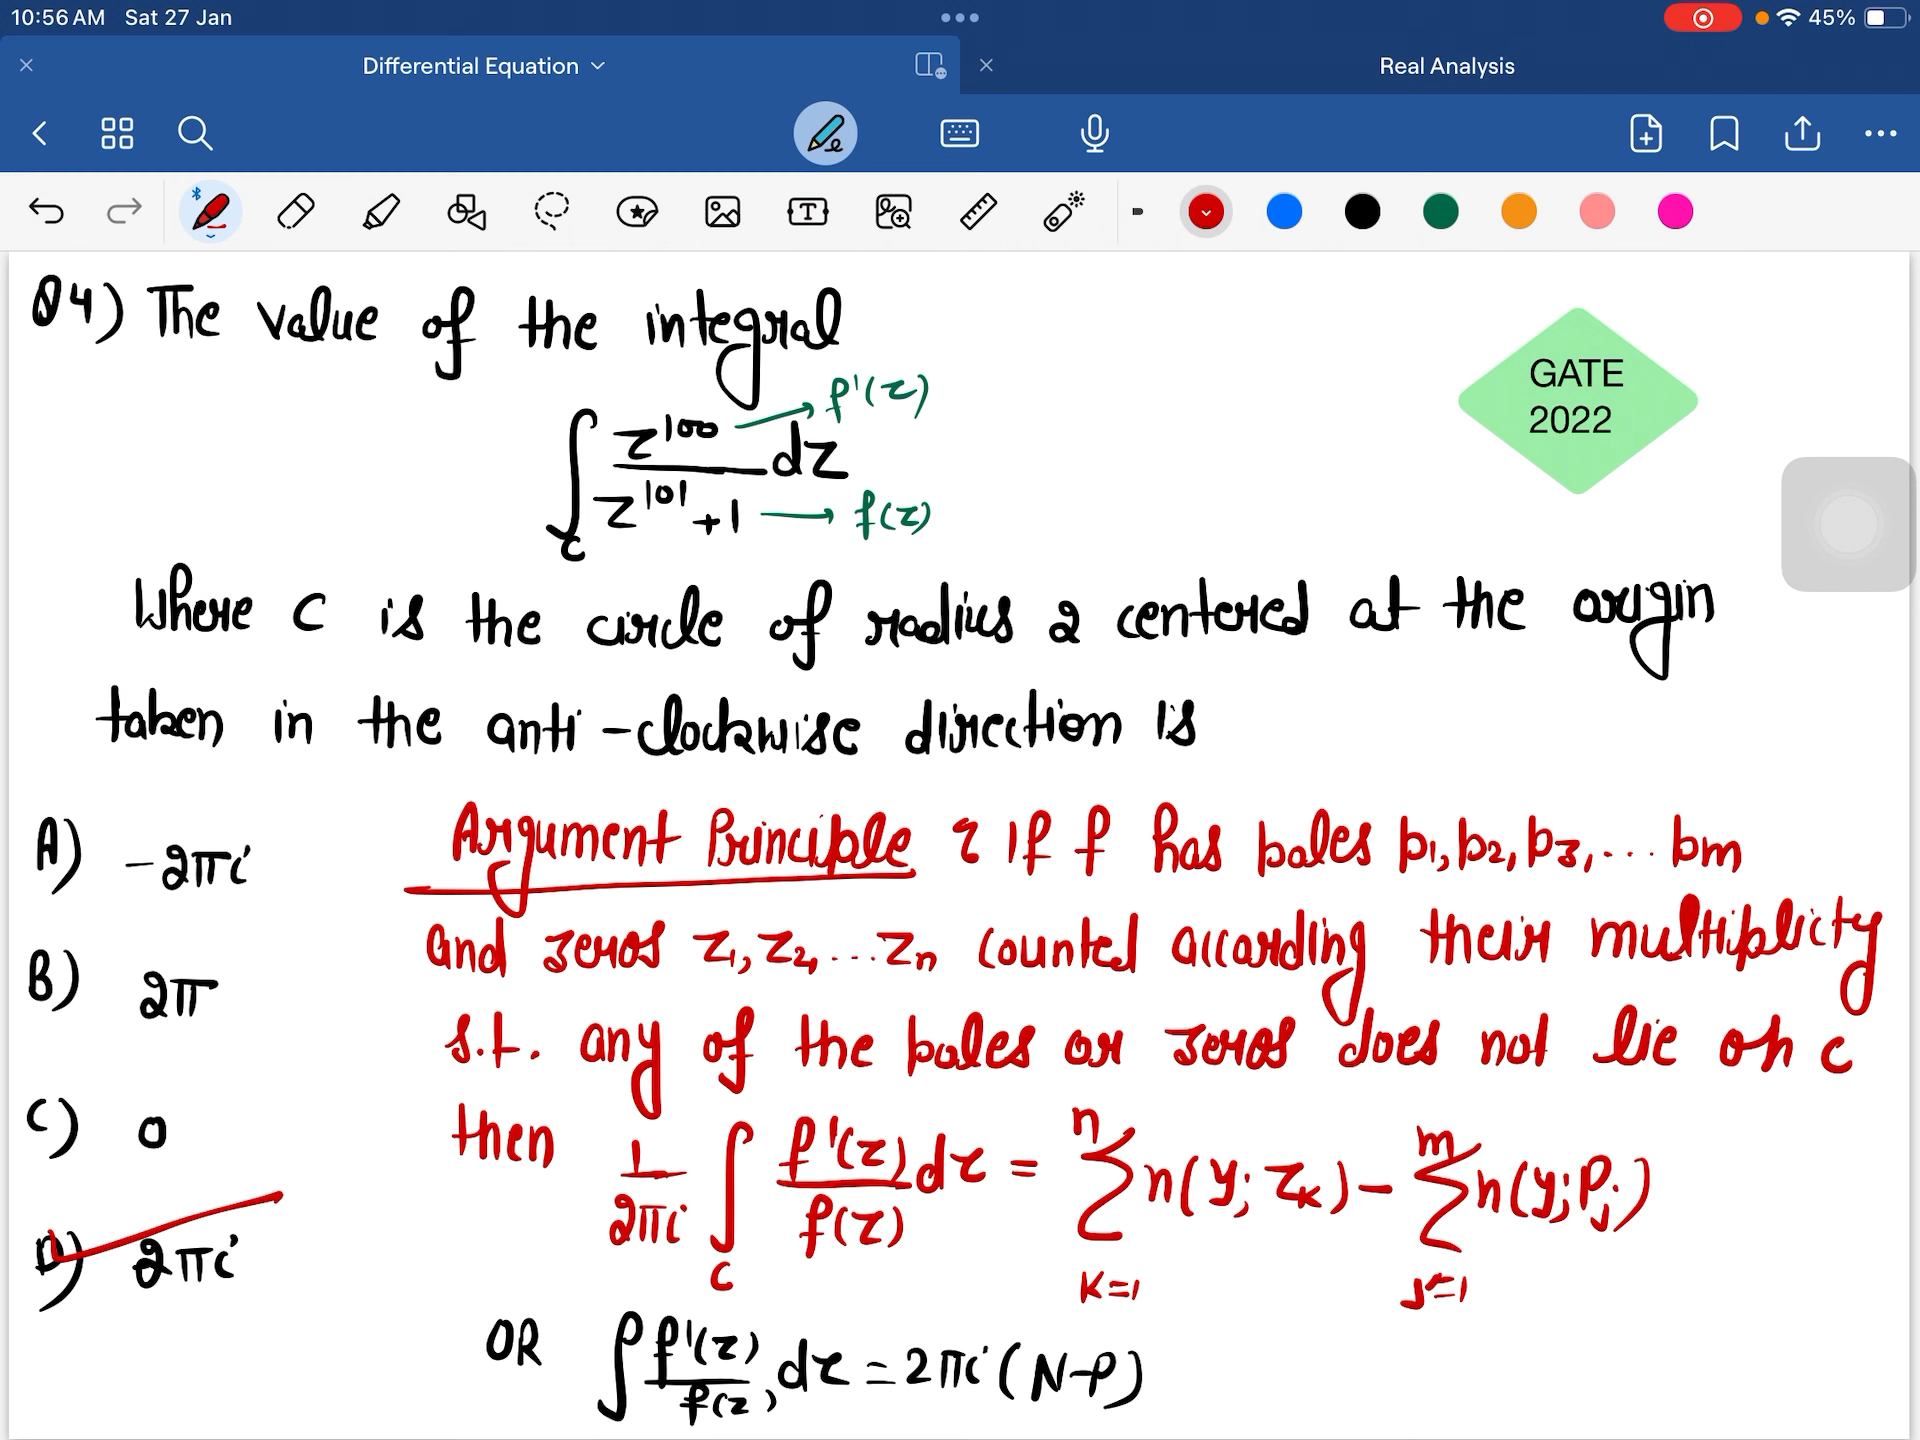 10:56 AM Sat 27 Jan
45%
Differential Equation
Real Analysis
Q4) The value of the integral
GATE
2022
∫_C z^100 / (z^101 + 1) dz
→ f'(z)
→ f(z)
Where C is the circle of radius 2 centered at the origin
taken in the anti-clockwise direction is
A) -2πi
B) 2π
C) 0
D) 2πi
Argument Principle : If f has poles p1, p2, p3, ... pm
and zeros z1, z2, ... zn counted according their multiplicity
s.t. any of the poles or zeros does not lie on c
then 1/2πi ∫_C f'(z)/f(z) dz = Σ_{k=1}^{n} n(γ; z_k) - Σ_{j=1}^{m} n(γ; P_j)
OR ∫ f'(z)/f(z) dz = 2πi (N-P)